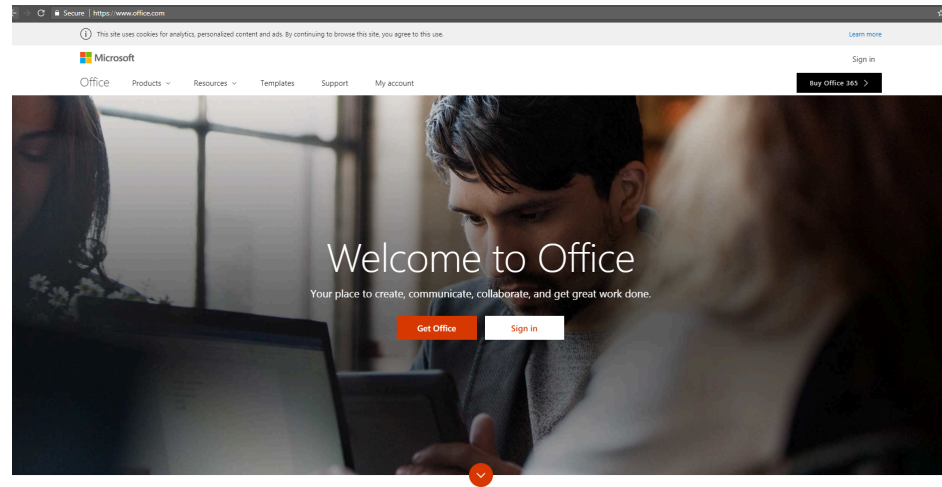 Secure | https://www.office.com
This site uses cookies for analytics, personalized content and ads. By continuing to browse this site, you agree to this use. Learn more
Microsoft Sign in
Office Products Resources Templates Support My account Buy Office 365
Welcome to Office
Your place to create, communicate, collaborate, and get great work done.
Get Office Sign in